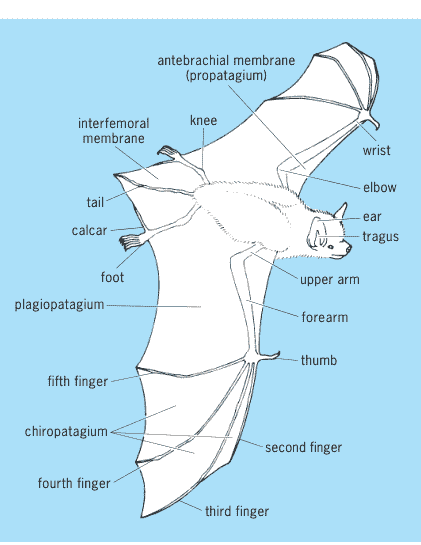 antebrachial membrane
(propatagium)
interfemoral
membrane
knee
wrist
elbow
tail
ear
calcar
tragus
foot
upper arm
plagiopatagium
forearm
thumb
fifth finger
chiropatagium
second finger
fourth finger
third finger